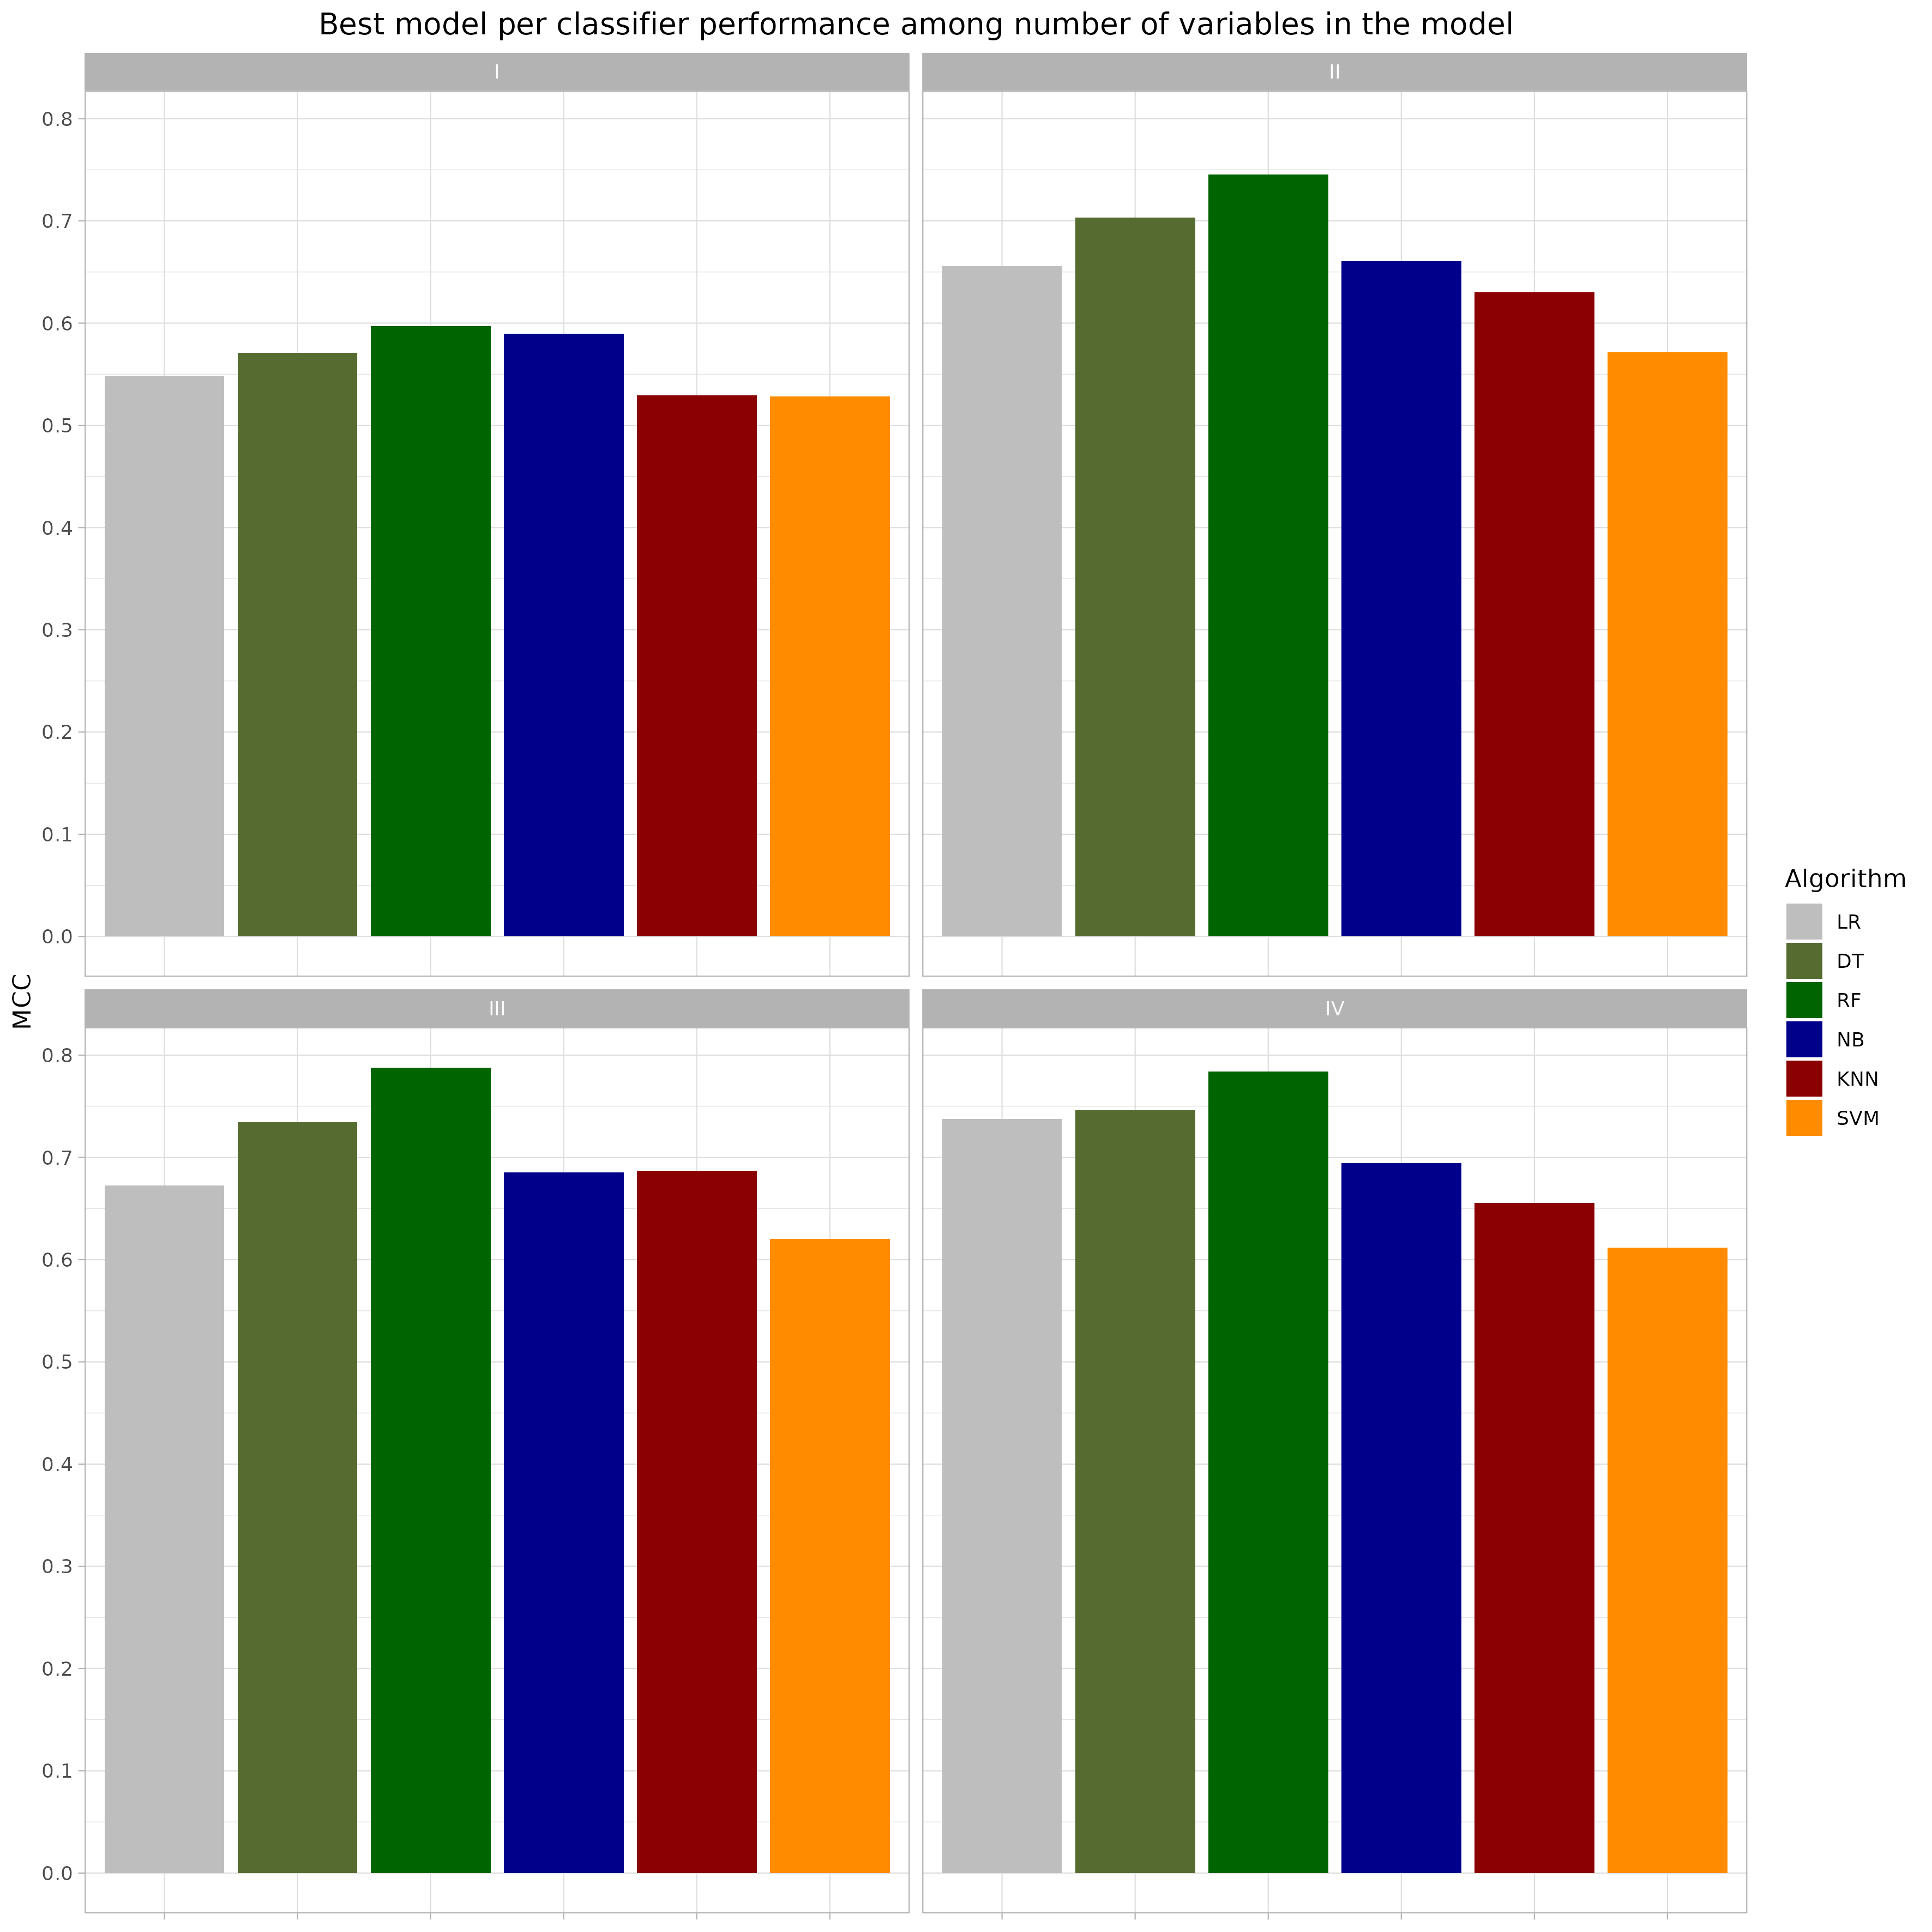 Best model per classifier performance among number of variables in the model
I
II
0.8
0.7
0.6
0.5
0.4
0.3
0.2
0.1
0.0
MCC
III
IV
0.8
0.7
0.6
0.5
0.4
0.3
0.2
0.1
0.0
Algorithm
LR
DT
RF
NB
KNN
SVM